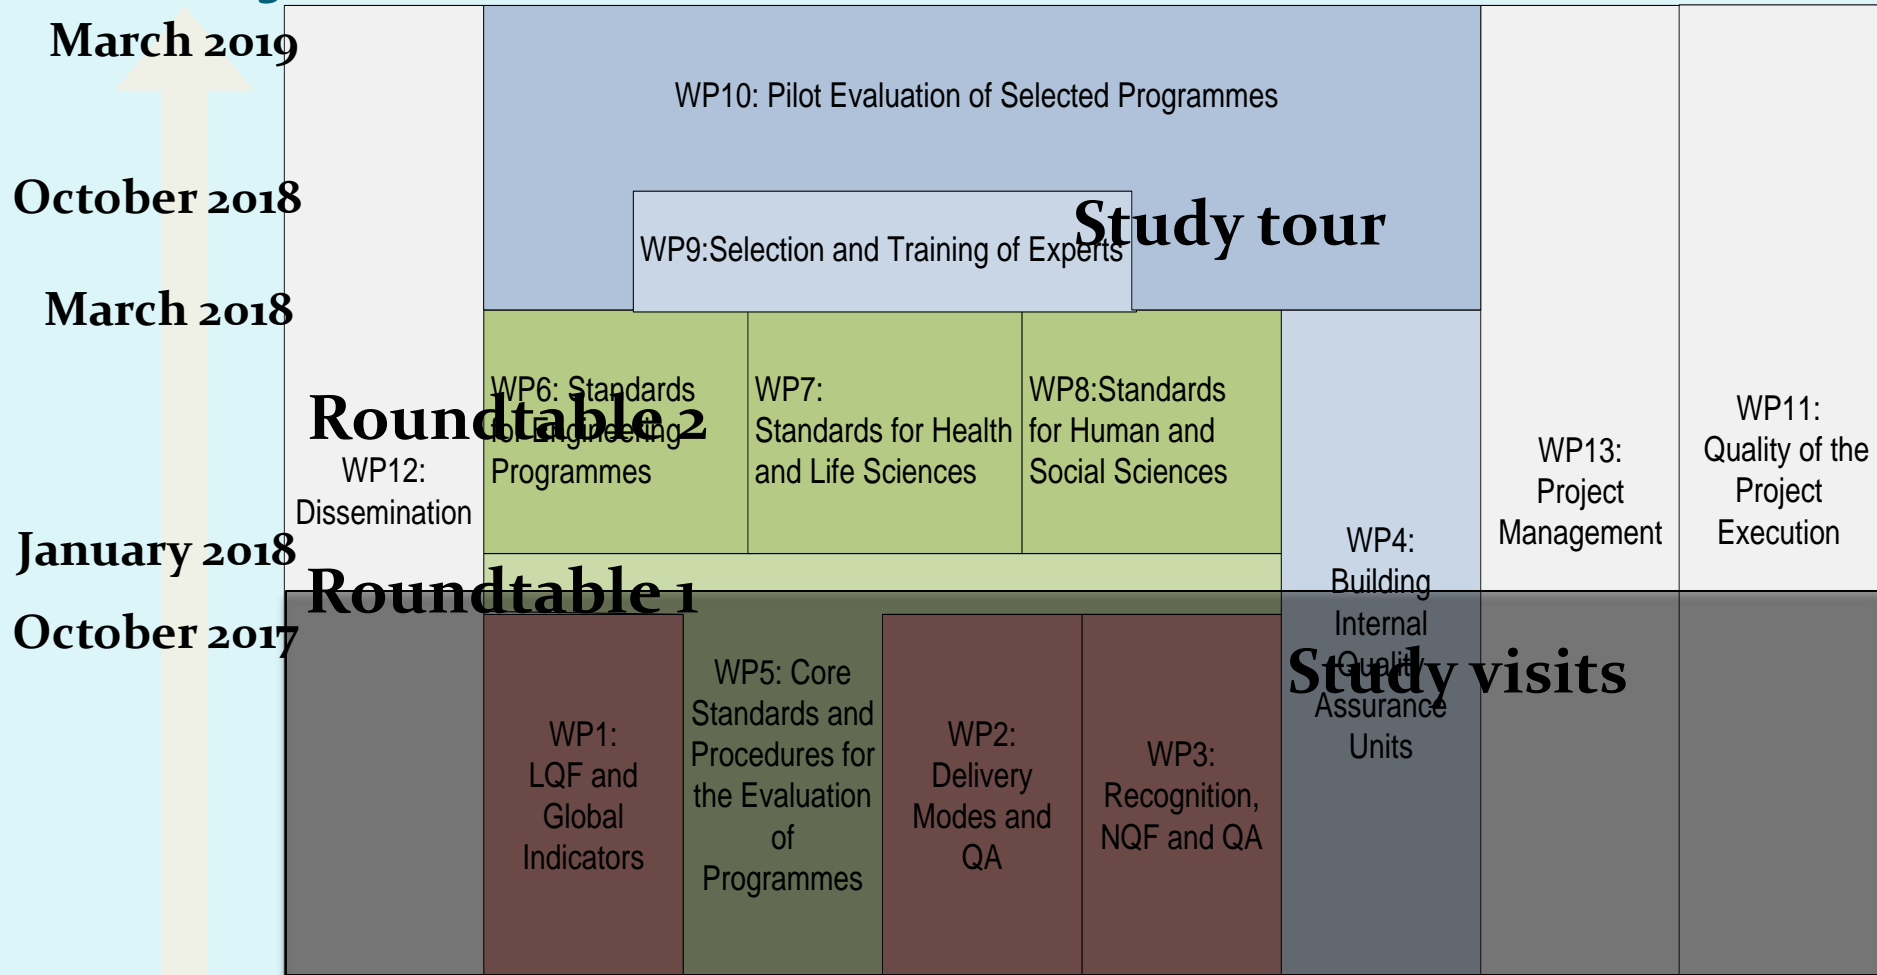 March 2019
October 2018
March 2018
January 2018
October 2017
WP10: Pilot Evaluation of Selected Programmes
Study tour
WP9:Selection and Training of Experts
Roundtable 2
WP6: Standards
for Engineering
Programmes
WP7:
Standards for Health
and Life Sciences
WP8:Standards
for Human and
Social Sciences
WP12:
Dissemination
WP13:
Project
Management
WP11:
Quality of the
Project
Execution
Roundtable 1
WP4:
Building
Internal
Quality
Assurance
Units
Study visits
WP1:
LQF and
Global
Indicators
WP5: Core
Standards and
Procedures for
the Evaluation
of
Programmes
WP2:
Delivery
Modes and
QA
WP3:
Recognition,
NQF and QA